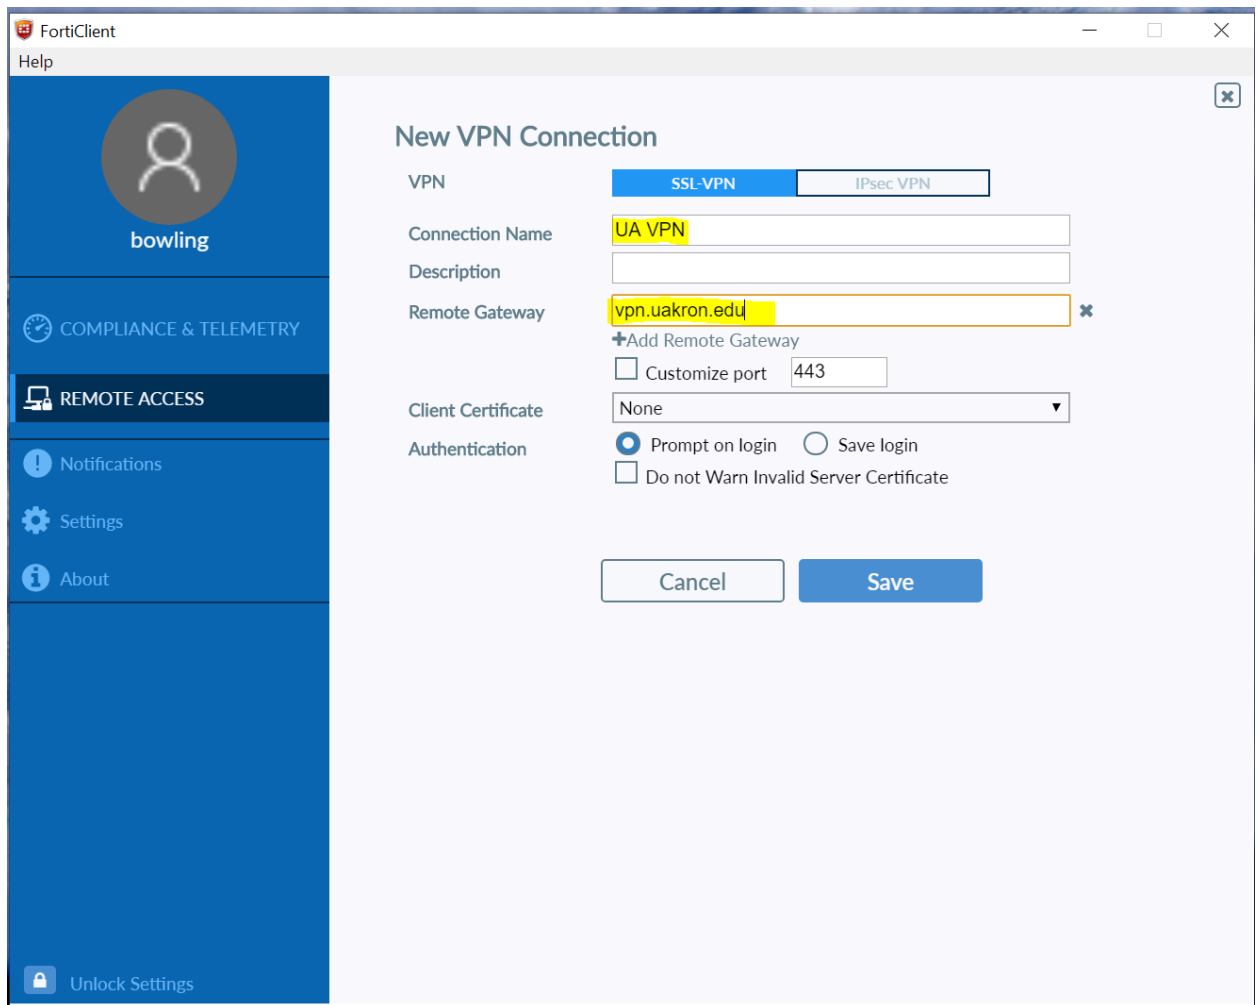 FortiClient
Help
bowling
COMPLIANCE & TELEMETRY
REMOTE ACCESS
Notifications
Settings
About
Unlock Settings
New VPN Connection
VPN SSL-VPN IPsec VPN
Connection Name UA VPN
Description
Remote Gateway vpn.uakron.edu
+Add Remote Gateway
Customize port 443
Client Certificate None
Authentication Prompt on login Save login
Do not Warn Invalid Server Certificate
Cancel Save